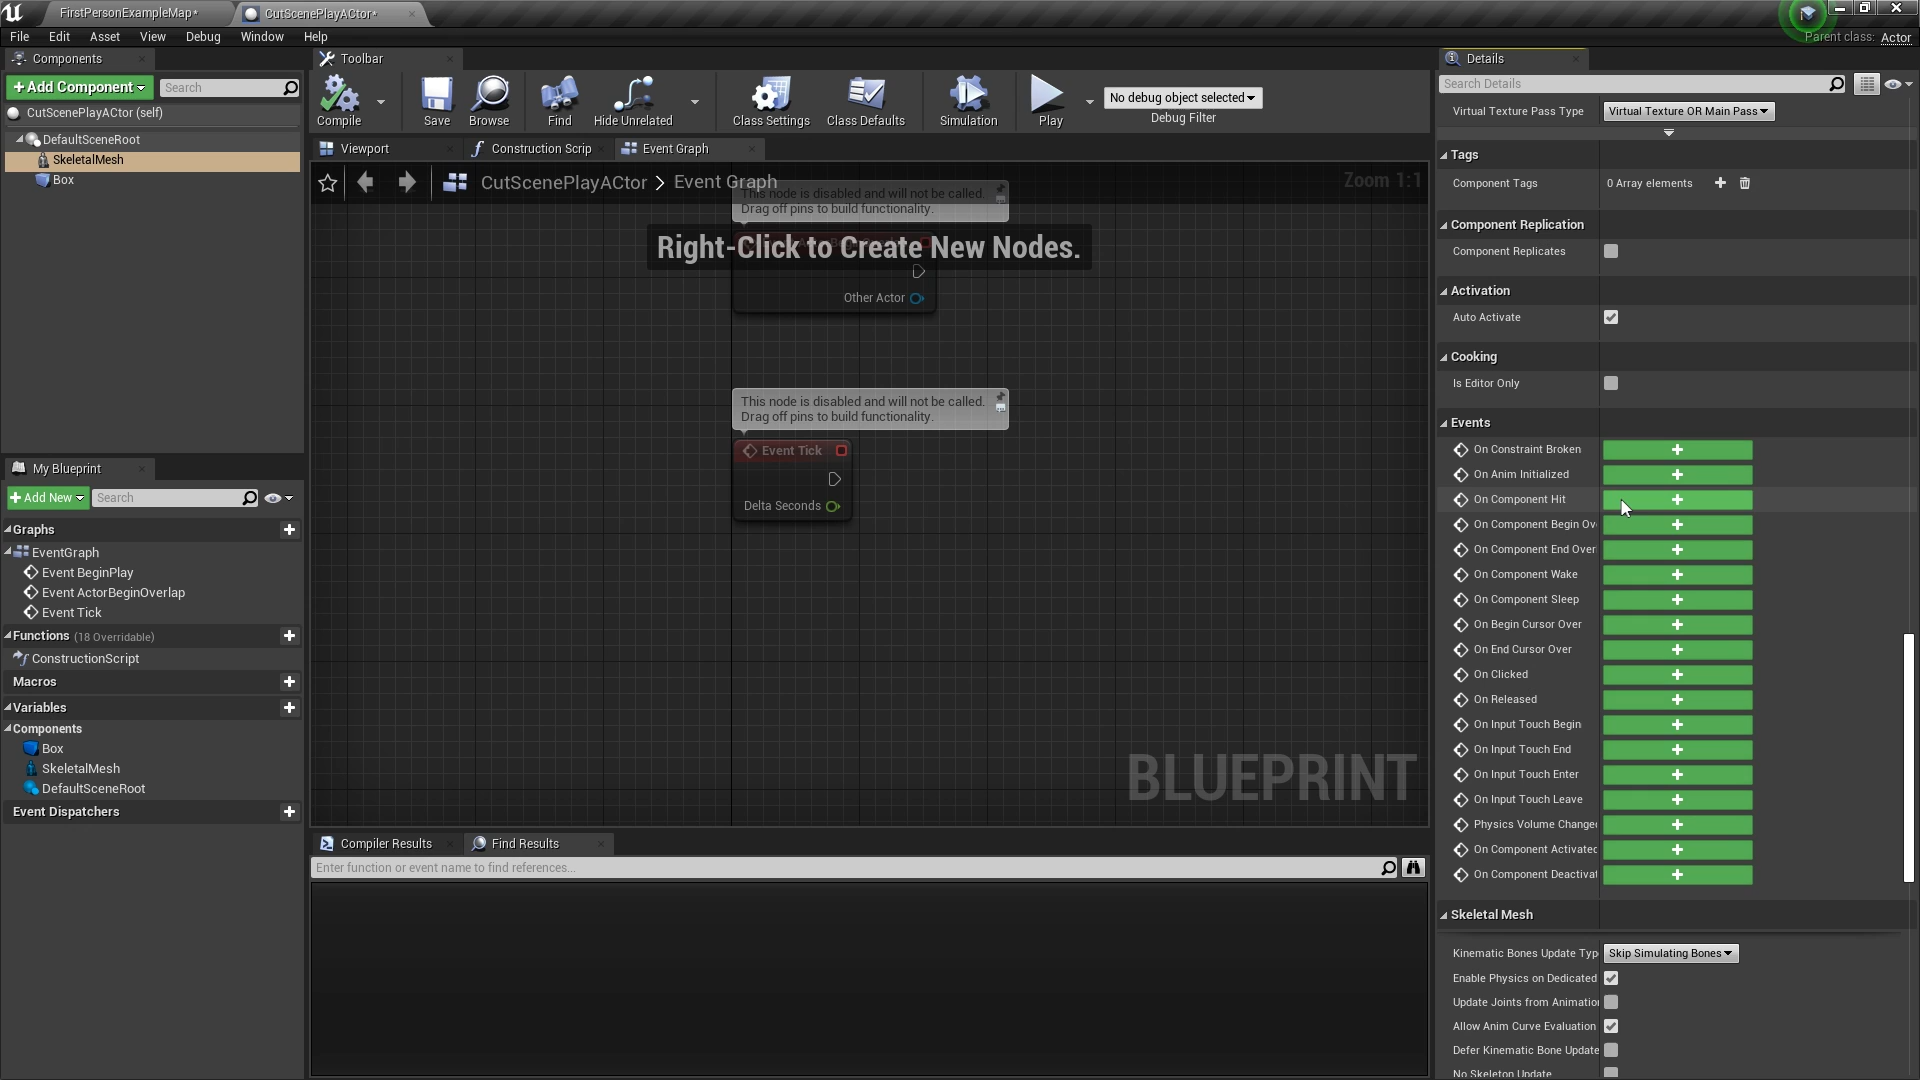 FirstPersonExampleMap*
CutScenePlayACtor*
File Edit Asset View Debug Window Help
Parent class: Actor
Components
+Add Component
Search
CutScenePlayACtor (self)
DefaultSceneRoot
SkeletalMesh
Box
My Blueprint
+Add New
Search
Graphs
EventGraph
Event BeginPlay
Event ActorBeginOverlap
Event Tick
Functions (18 Overridable)
ConstructionScript
Macros
Variables
Components
Box
SkeletalMesh
DefaultSceneRoot
Event Dispatchers
Toolbar
Compile
Save
Browse
Find
Hide Unrelated
Class Settings
Class Defaults
Simulation
Play
No debug object selected
Debug Filter
Viewport
Construction Scrip
Event Graph
CutScenePlayACtor > Event Graph
Zoom 1:1
This node is disabled and will not be called.
Drag off pins to build functionality.
Right-Click to Create New Nodes.
Other Actor
This node is disabled and will not be called.
Drag off pins to build functionality.
Event Tick
Delta Seconds
BLUEPRINT
Compiler Results
Find Results
Enter function or event name to find references...
Details
Search Details
Virtual Texture Pass Type
Virtual Texture OR Main Pass
Tags
Component Tags
0 Array elements
Component Replication
Component Replicates
Activation
Auto Activate
Cooking
Is Editor Only
Events
On Constraint Broken
On Anim Initialized
On Component Hit
On Component Begin Ov
On Component End Over
On Component Wake
On Component Sleep
On Begin Cursor Over
On End Cursor Over
On Clicked
On Released
On Input Touch Begin
On Input Touch End
On Input Touch Enter
On Input Touch Leave
Physics Volume Change
On Component Activated
On Component Deactivat
Skeletal Mesh
Kinematic Bones Update Typ
Skip Simulating Bones
Enable Physics on Dedicated
Update Joints from Animation
Allow Anim Curve Evaluation
Defer Kinematic Bone Update
No Skeleton Update